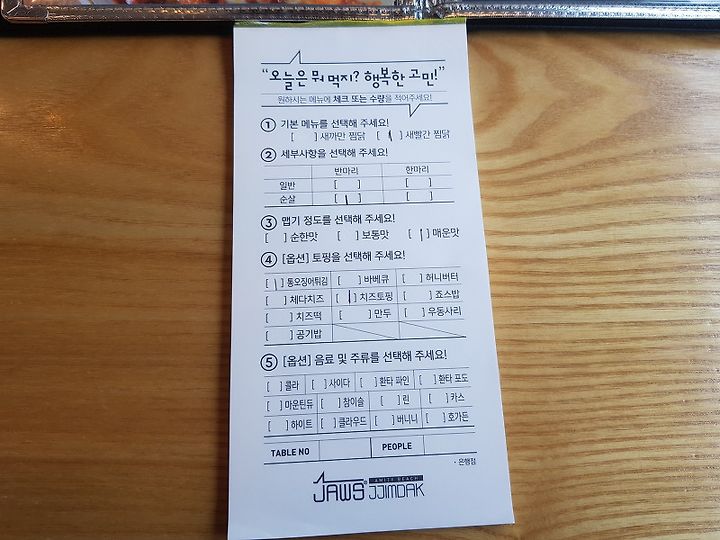 “오늘은 뭐 먹지? 행복한 고민!”
원하시는 메뉴에 체크 또는 수량을 적어주세요!
① 기본 메뉴를 선택해 주세요!
[ ] 새까만 찜닭 [ ] 새빨간 찜닭
② 세부사항을 선택해 주세요!
반마리 한마리
일반 [ ] [ ]
순살 [ ] [ ]
③ 맵기 정도를 선택해 주세요!
[ ] 순한맛 [ ] 보통맛 [ ] 매운맛
④ [옵션] 토핑을 선택해 주세요!
[ ] 통오징어튀김 [ ] 바베큐 [ ] 허니버터
[ ] 체다치즈 [ ] 치즈토핑 [ ] 죠스밥
[ ] 치즈떡 [ ] 만두 [ ] 우동사리
[ ] 공기밥
⑤ [옵션] 음료 및 주류를 선택해 주세요!
[ ] 콜라 [ ] 사이다 [ ] 환타 파인 [ ] 환타 포도
[ ] 마운틴듀 [ ] 참이슬 [ ] 린 [ ] 카스
[ ] 하이트 [ ] 클라우드 [ ] 버니니 [ ] 호가든
TABLE NO PEOPLE
· 은행점
JAWS AMITY BEACH JJIMDAK